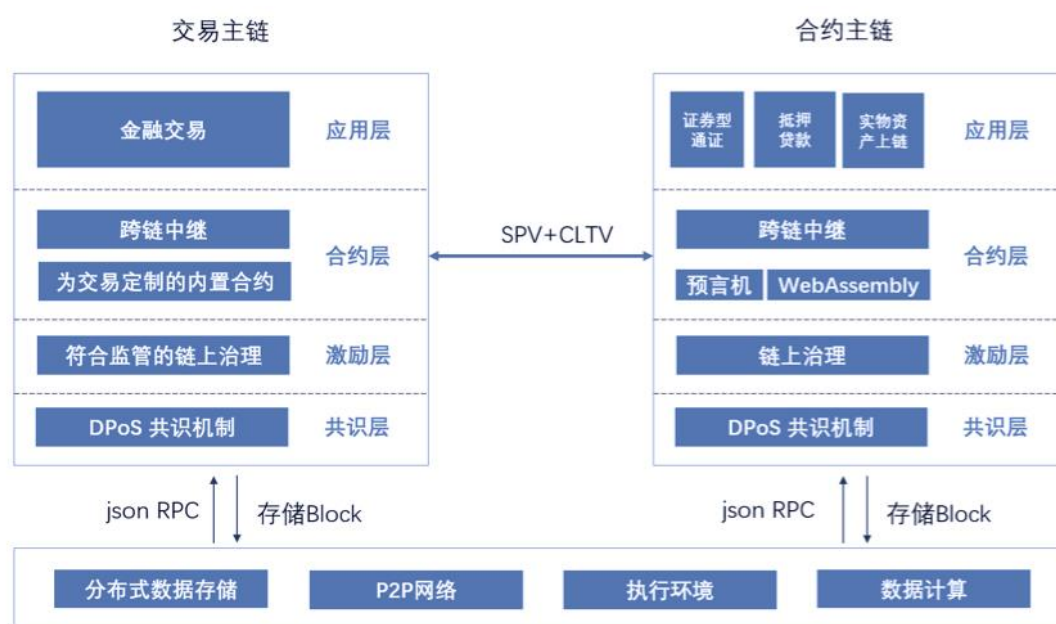 交易主链
合约主链
金融交易
应用层
证券型
通证
抵押
贷款
实物资
产上链
应用层
跨链中继
为交易定制的内置合约
合约层
SPV+CLTV
跨链中继
预言机
WebAssembly
合约层
符合监管的链上治理
激励层
链上治理
激励层
DPoS 共识机制
共识层
DPoS 共识机制
共识层
json RPC
存储Block
json RPC
存储Block
分布式数据存储
P2P网络
执行环境
数据计算